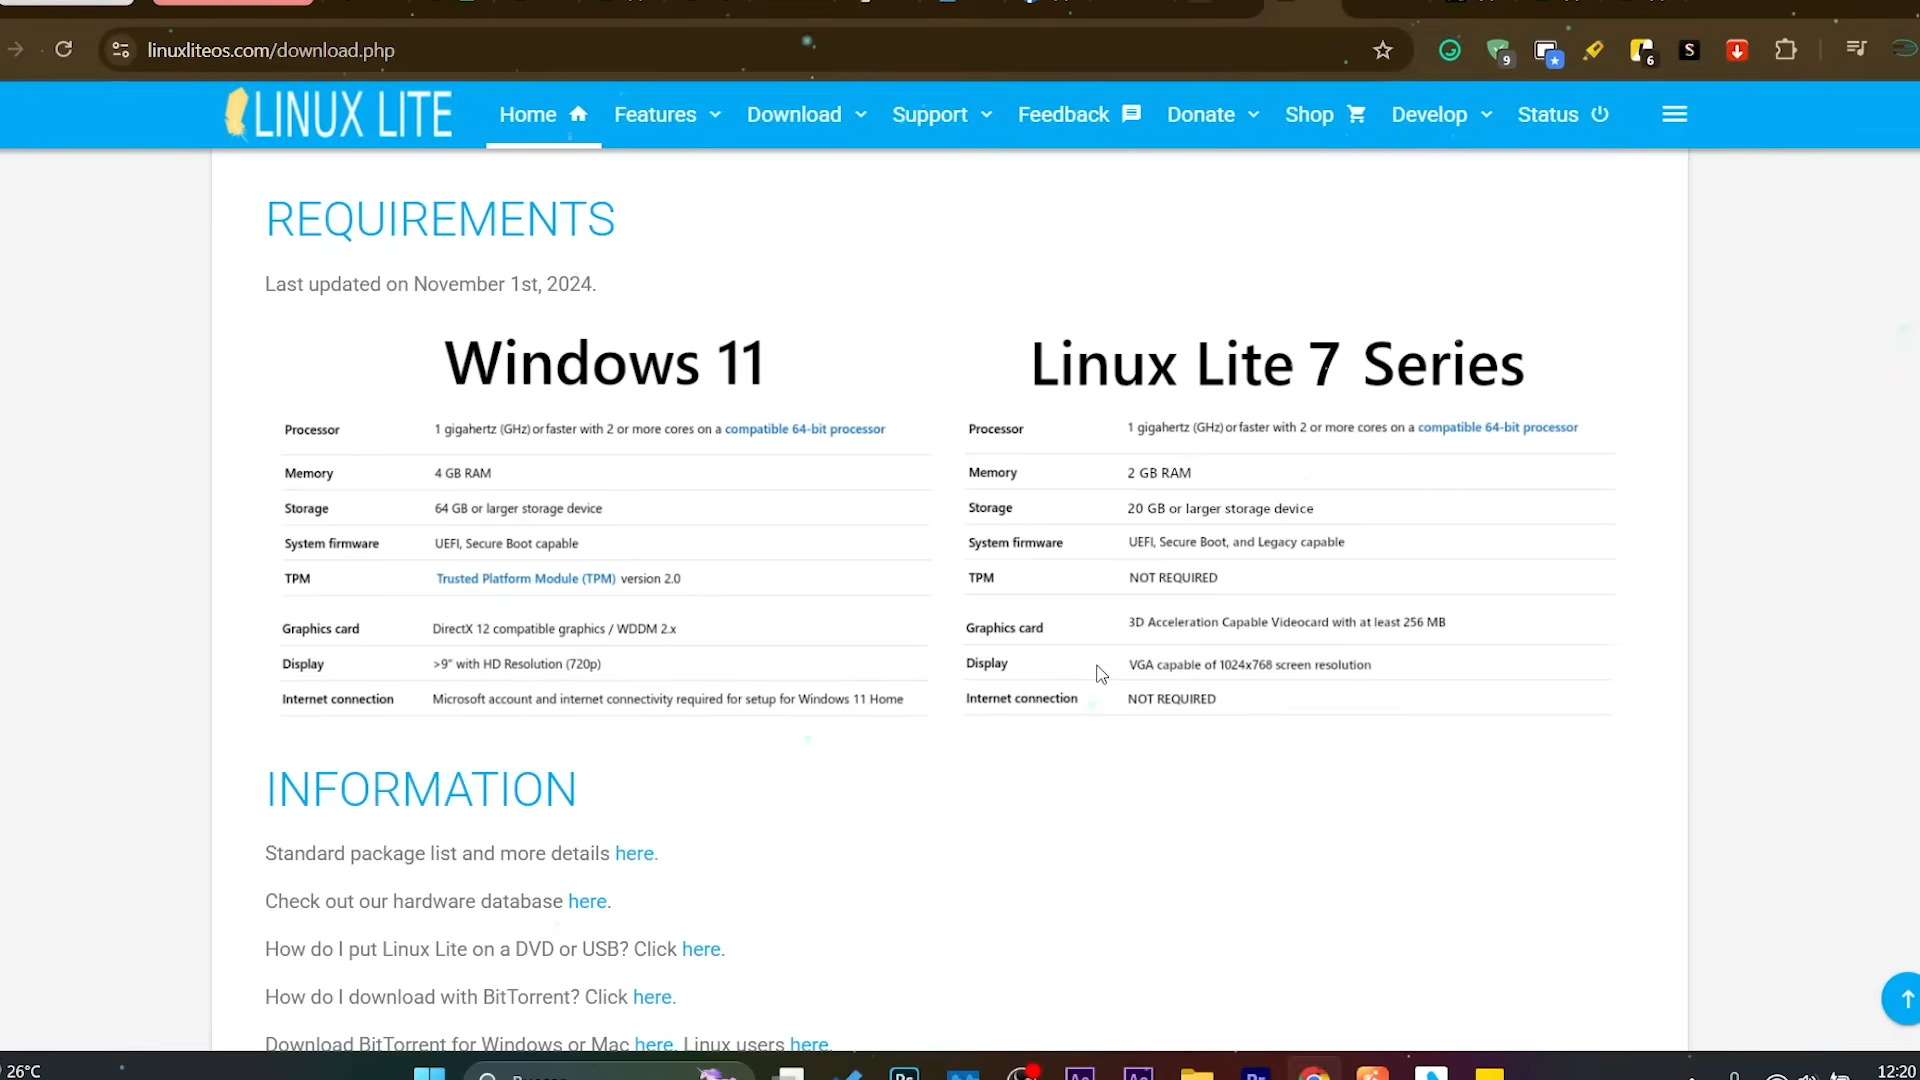 linuxliteos.com/download.php
9
6
S
LINUX LITE
Home
Features
Download
Support
Feedback
Donate
Shop
Develop
Status
REQUIREMENTS
Last updated on November 1st, 2024.
Windows 11
Processor 1 gigahertz (GHz) or faster with 2 or more cores on a compatible 64-bit processor
Memory 4 GB RAM
Storage 64 GB or larger storage device
System firmware UEFI, Secure Boot capable
TPM Trusted Platform Module (TPM) version 2.0
Graphics card DirectX 12 compatible graphics / WDDM 2.x
Display >9" with HD Resolution (720p)
Internet connection Microsoft account and internet connectivity required for setup for Windows 11 Home
Linux Lite 7 Series
Processor 1 gigahertz (GHz) or faster with 2 or more cores on a compatible 64-bit processor
Memory 2 GB RAM
Storage 20 GB or larger storage device
System firmware UEFI, Secure Boot, and Legacy capable
TPM NOT REQUIRED
Graphics card 3D Acceleration Capable Videocard with at least 256 MB
Display VGA capable of 1024x768 screen resolution
Internet connection NOT REQUIRED
INFORMATION
Standard package list and more details here.
Check out our hardware database here.
How do I put Linux Lite on a DVD or USB? Click here.
How do I download with BitTorrent? Click here.
Download BitTorrent for Windows or Mac here. Linux users here.
26°C
12:20